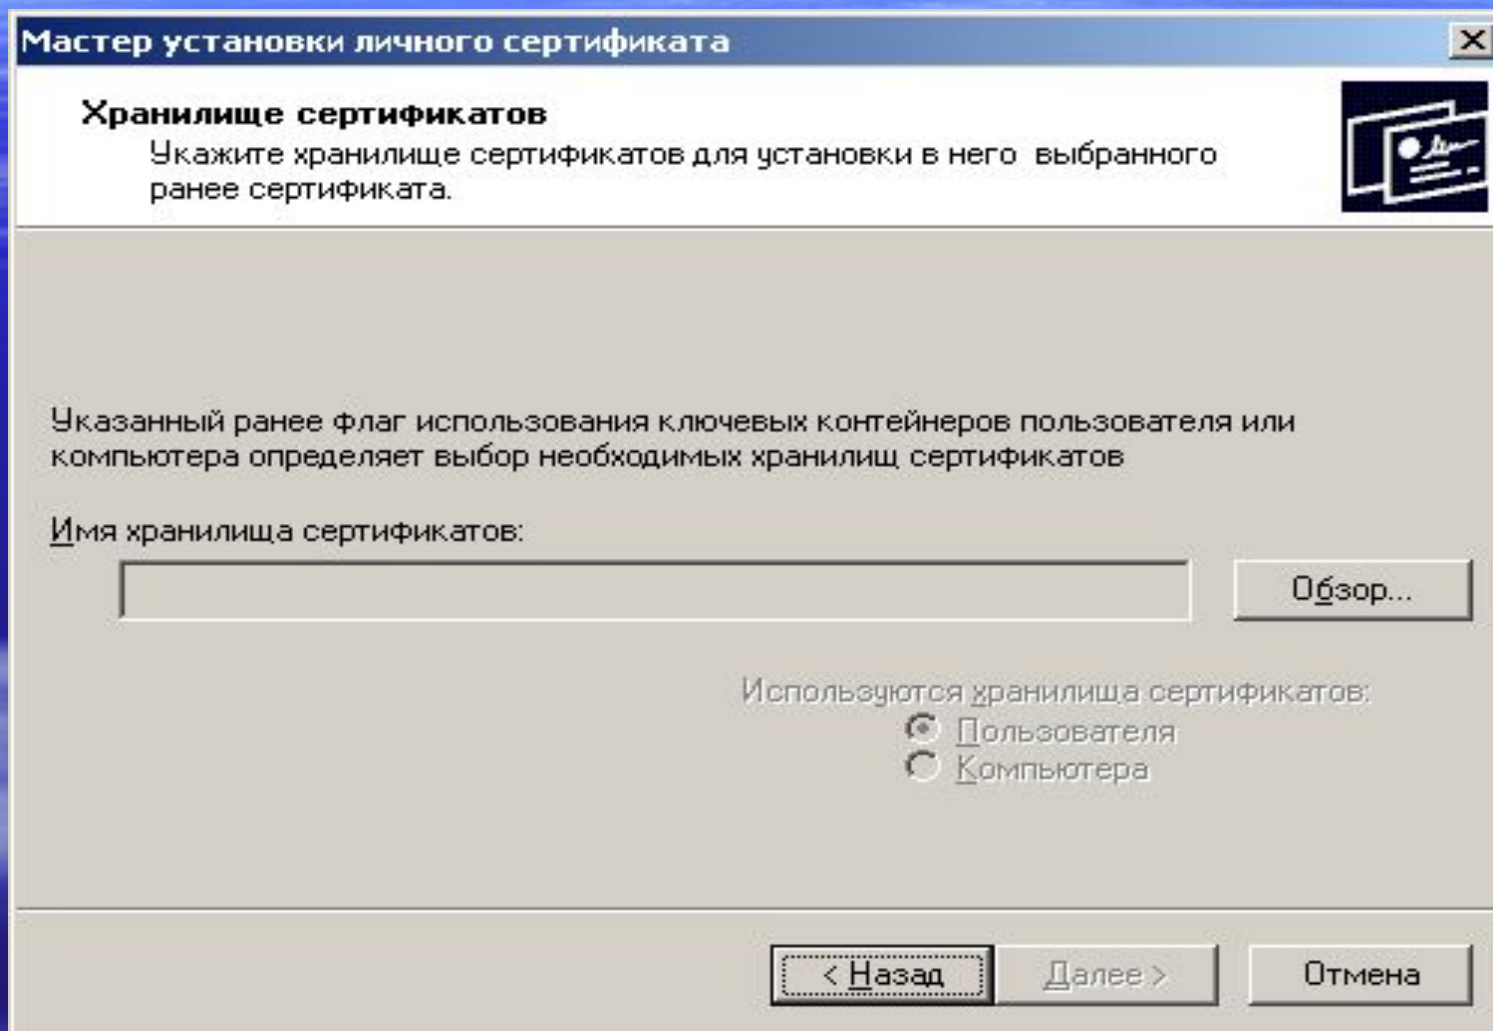 Мастер установки личного сертификата
Хранилище сертификатов
Укажите хранилище сертификатов для установки в него выбранного
ранее сертификата.
Указанный ранее флаг использования ключевых контейнеров пользователя или
компьютера определяет выбор необходимых хранилищ сертификатов
Имя хранилища сертификатов:
Обзор...
Используются хранилища сертификатов:
Пользователя
Компьютера
< Назад
Далее >
Отмена